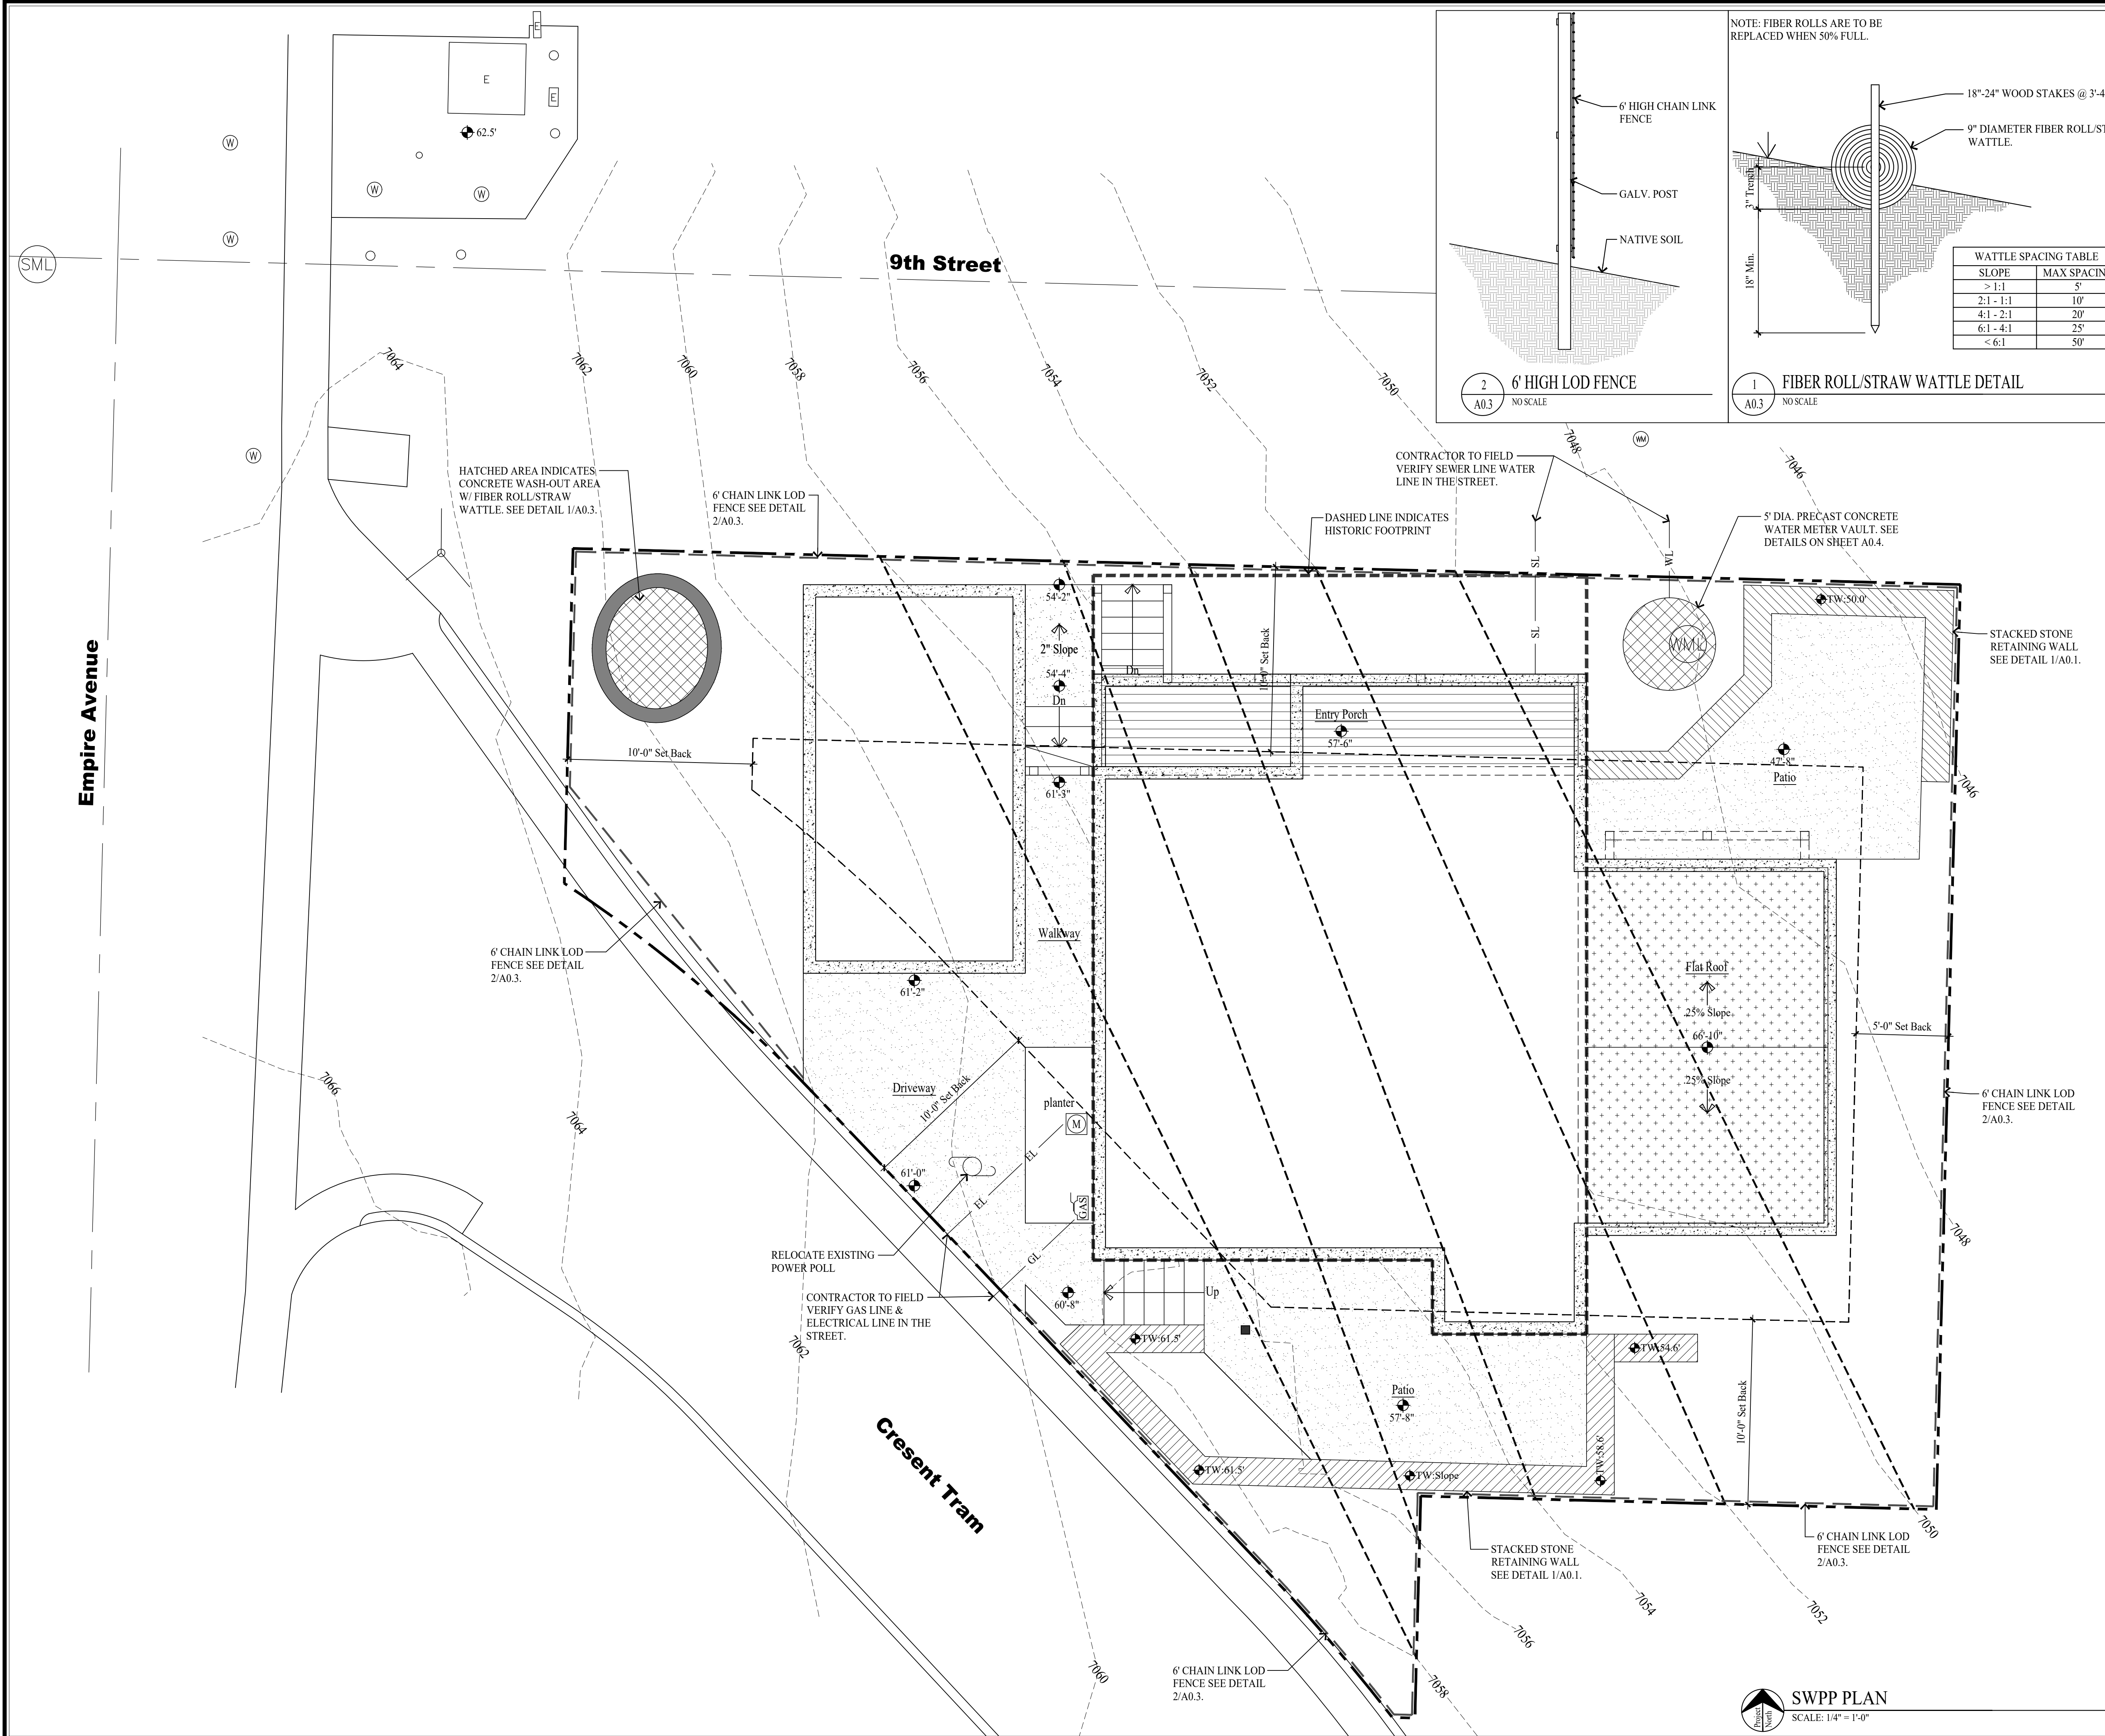 E
E
E
62.5'
W
W
W
W
W
SML
9th Street
Empire Avenue
NOTE: FIBER ROLLS ARE TO BE
REPLACED WHEN 50% FULL.
6' HIGH CHAIN LINK
FENCE
GALV. POST
NATIVE SOIL
2
A0.3
6' HIGH LOD FENCE
NO SCALE
18"-24" WOOD STAKES @ 3'-4
9" DIAMETER FIBER ROLL/ST
WATTLE.
3" Trench
18" Min.
WATTLE SPACING TABLE
SLOPE MAX SPACIN
> 1:1 5'
2:1 - 1:1 10'
4:1 - 2:1 20'
6:1 - 4:1 25'
< 6:1 50'
1
A0.3
FIBER ROLL/STRAW WATTLE DETAIL
NO SCALE
7064
7062
7060
7058
7056
7054
7052
7050
7048
7046
WM
HATCHED AREA INDICATES
CONCRETE WASH-OUT AREA
W/ FIBER ROLL/STRAW
WATTLE. SEE DETAIL 1/A0.3.
6' CHAIN LINK LOD
FENCE SEE DETAIL
2/A0.3.
CONTRACTOR TO FIELD
VERIFY SEWER LINE WATER
LINE IN THE STREET.
DASHED LINE INDICATES
HISTORIC FOOTPRINT
5' DIA. PRECAST CONCRETE
WATER METER VAULT. SEE
DETAILS ON SHEET A0.4.
SL
SL
WL
WML
TW:50.0'
STACKED STONE
RETAINING WALL
SEE DETAIL 1/A0.1.
54'-2"
2" Slope
54'-4"
Dn
Dn
61'-3"
10'-0" Set Back
Entry Porch
57'-6"
47'-8"
Patio
7046
10'-0" Set Back
6' CHAIN LINK LOD
FENCE SEE DETAIL
2/A0.3.
Walkway
61'-2"
Flat Roof
.25% Slope
66'-10"
.25% Slope
5'-0" Set Back
6' CHAIN LINK LOD
FENCE SEE DETAIL
2/A0.3.
7066
7064
Driveway
10'-0" Set Back
planter
M
EL
EL
GAS
GL
61'-0"
RELOCATE EXISTING
POWER POLL
CONTRACTOR TO FIELD
VERIFY GAS LINE &
ELECTRICAL LINE IN THE
STREET.
60'-8"
Up
7048
7062
TW:61.5'
TW:54.6'
Patio
57'-8"
10'-0" Set Back
TW:61.5'
TW:Slope
TW:58.6'
Cresent Tram
7050
STACKED STONE
RETAINING WALL
SEE DETAIL 1/A0.1.
6' CHAIN LINK LOD
FENCE SEE DETAIL
2/A0.3.
7054
7052
7056
7058
7060
6' CHAIN LINK LOD
FENCE SEE DETAIL
2/A0.3.
Project
North
SWPP PLAN
SCALE: 1/4" = 1'-0"